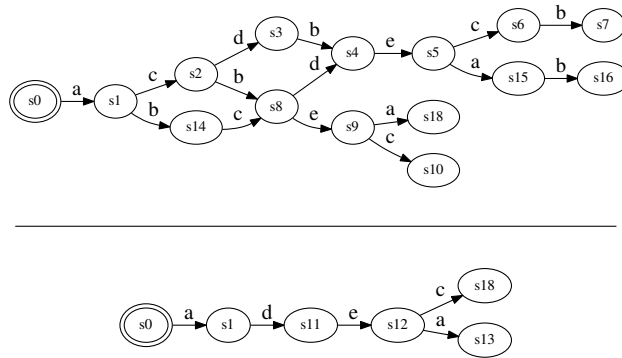 d s3 b s6 b s7
c s2 s4 e s5 c
s0 a s1 b d a s15 b s16
b s14 c s8 e s9 a s18
c s10
s0 a s1 d s11 e s12 c s18
a s13